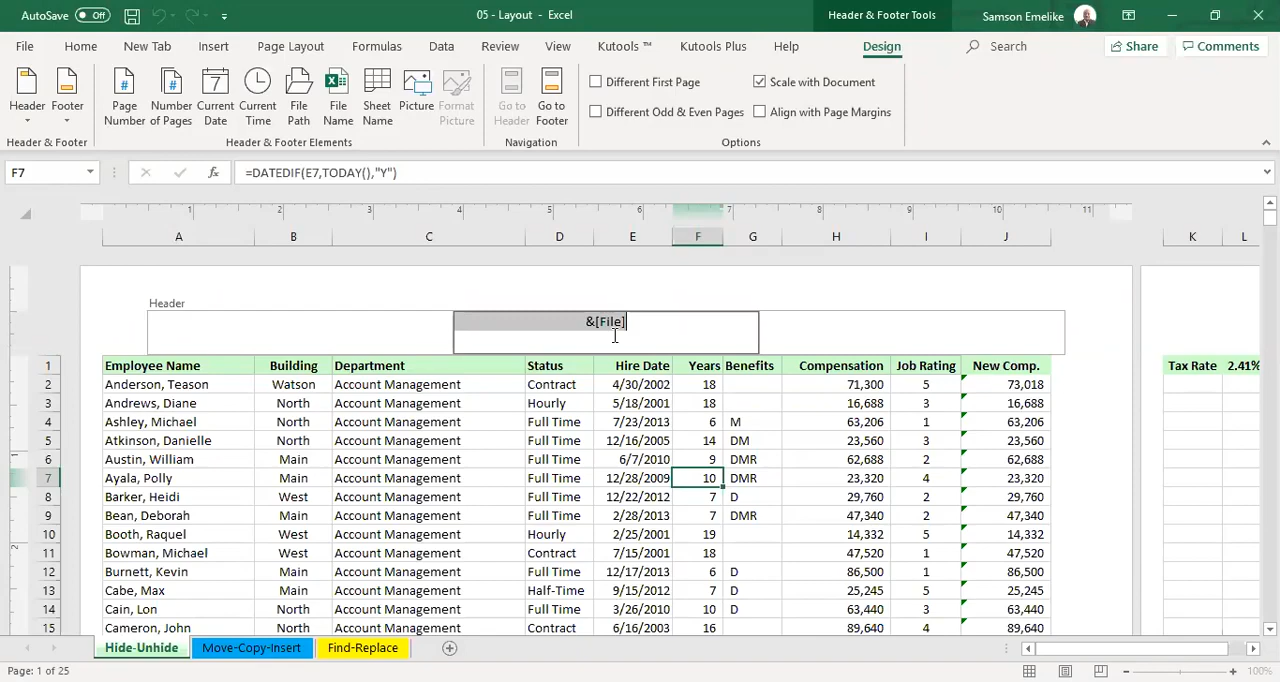 AutoSave Off 05 - Layout - Excel Header & Footer Tools Samson Emelike
File Home New Tab Insert Page Layout Formulas Data Review View Kutools ™ Kutools Plus Help Design Search Share Comments
Header Footer Page Number Number of Pages Current Date Current Time File Path File Name Sheet Name Picture Format Picture Go to Header Go to Footer
Different First Page Scale with Document
Different Odd & Even Pages Align with Page Margins
Header & Footer Header & Footer Elements Navigation Options
F7 fx =DATEDIF(E7,TODAY(),"Y")
1 2 3 4 5 6 7 8 9 10 11
A B C D E F G H I J K L
Header
&[File]
1 Employee Name Building Department Status Hire Date Years Benefits Compensation Job Rating New Comp. Tax Rate 2.41%
2 Anderson, Teason Watson Account Management Contract 4/30/2002 18 71,300 5 73,018
3 Andrews, Diane North Account Management Hourly 5/18/2001 18 16,688 3 16,688
4 Ashley, Michael North Account Management Full Time 7/23/2013 6 M 63,206 1 63,206
5 Atkinson, Danielle North Account Management Full Time 12/16/2005 14 DM 23,560 3 23,560
6 Austin, William Main Account Management Full Time 6/7/2010 9 DMR 62,688 2 62,688
7 Ayala, Polly Main Account Management Full Time 12/28/2009 10 DMR 23,320 4 23,320
8 Barker, Heidi West Account Management Full Time 12/22/2012 7 D 29,760 2 29,760
9 Bean, Deborah Main Account Management Full Time 2/28/2013 7 DMR 47,340 2 47,340
10 Booth, Raquel West Account Management Hourly 2/25/2001 19 14,332 5 14,332
11 Bowman, Michael West Account Management Contract 7/15/2001 18 47,520 1 47,520
12 Burnett, Kevin Main Account Management Full Time 12/17/2013 6 D 86,500 1 86,500
13 Cabe, Max Main Account Management Half-Time 9/15/2012 7 D 25,245 5 25,245
14 Cain, Lon North Account Management Full Time 3/26/2010 10 D 63,440 3 63,440
15 Cameron, John North Account Management Contract 6/16/2003 16 89,640 4 89,640
Hide-Unhide Move-Copy-Insert Find-Replace
Page: 1 of 25 100%